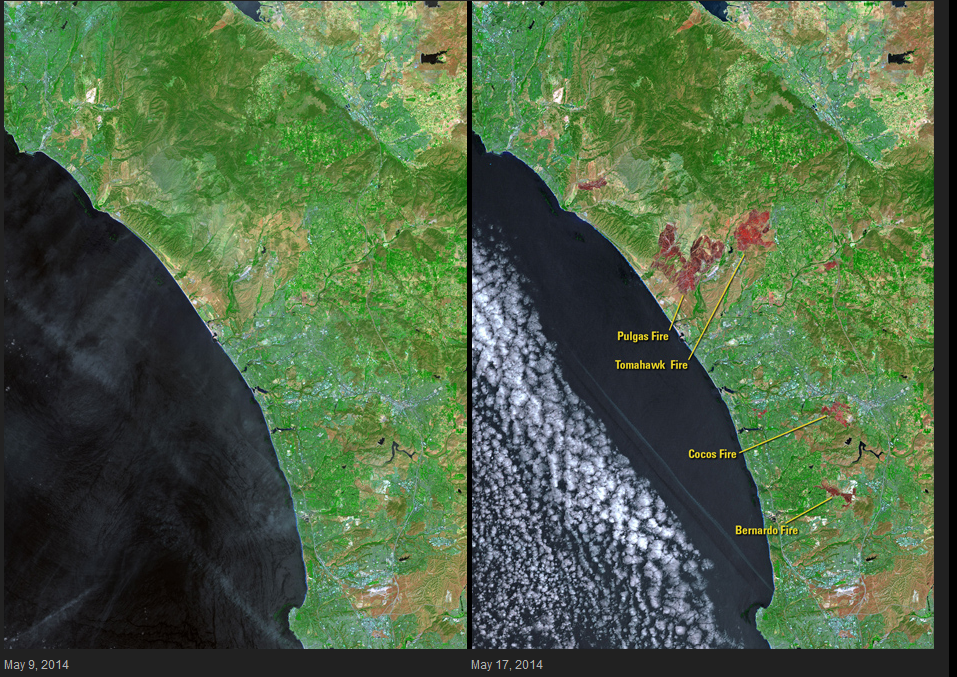 Pulgas Fire
Tomahawk Fire
Cocos Fire
Bernardo Fire
May 9, 2014
May 17, 2014